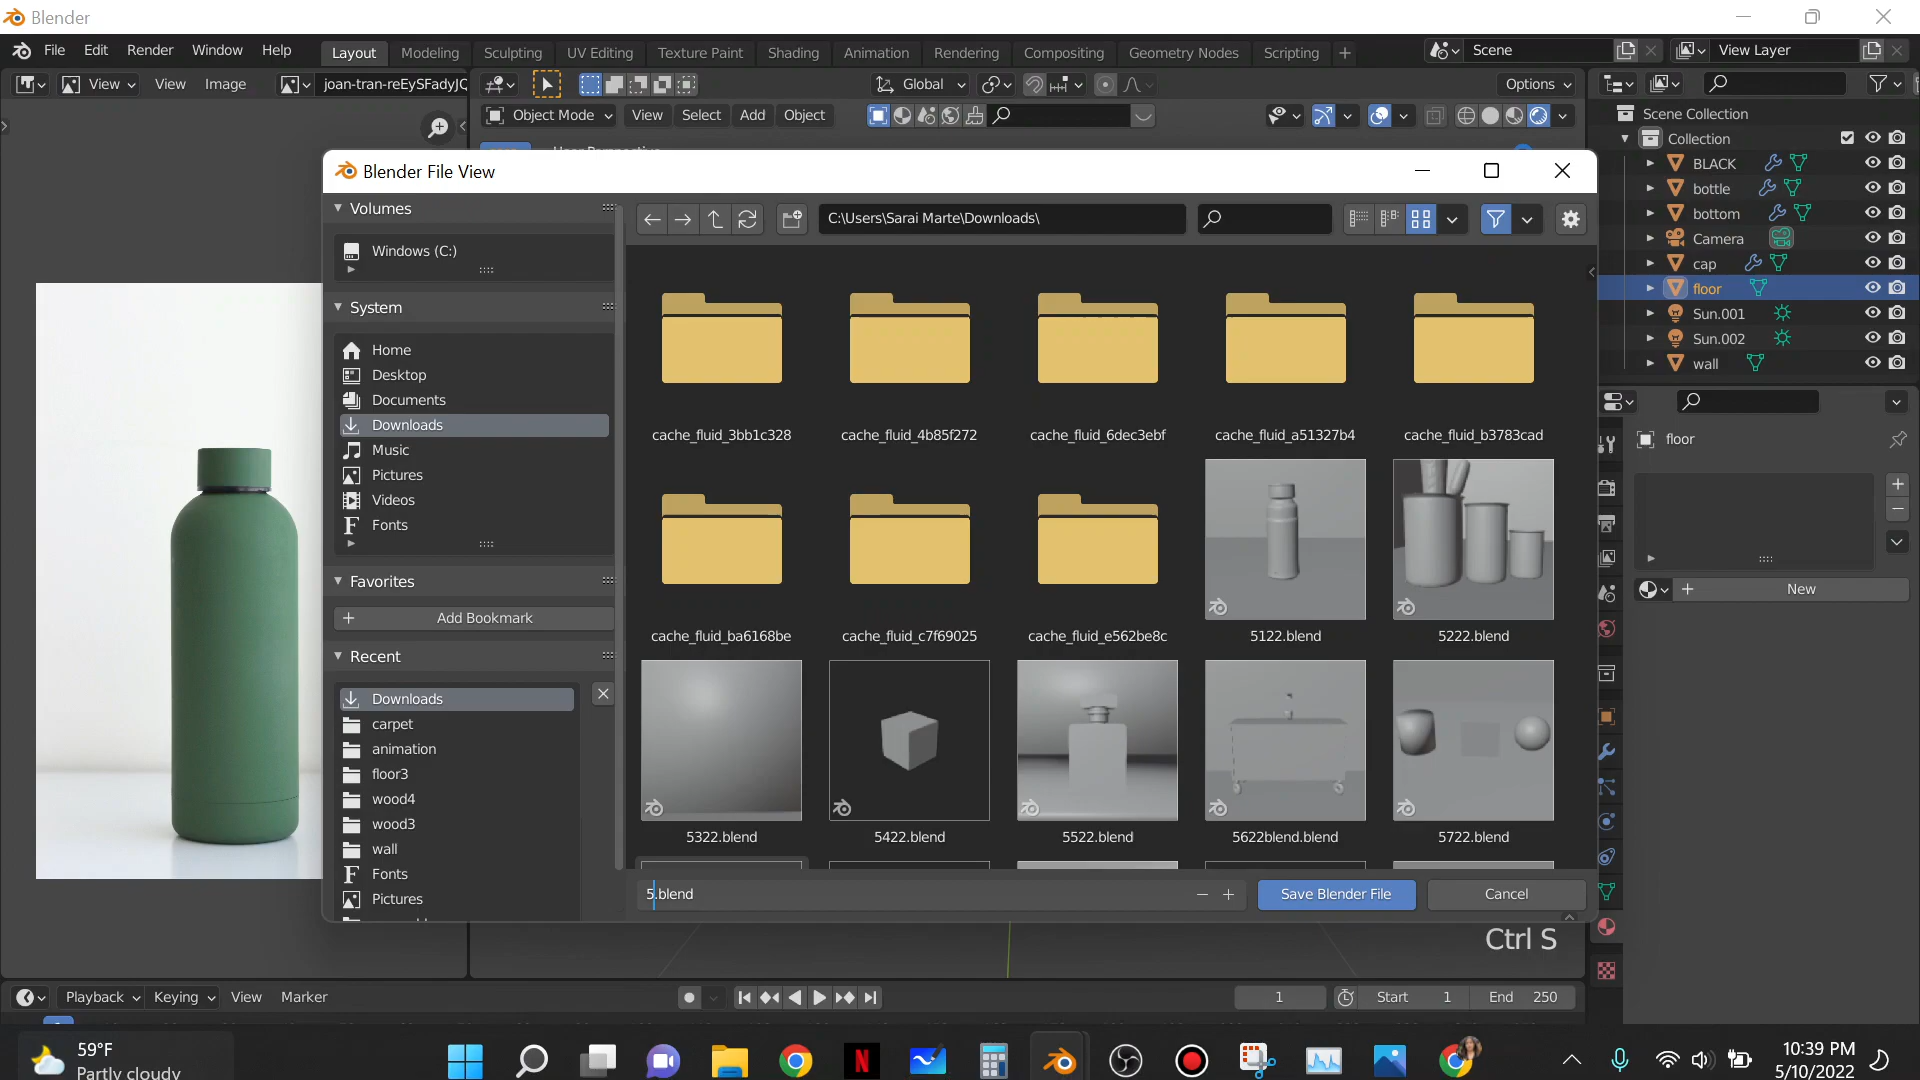 Blender
File Edit Render Window Help
Layout Modeling Sculpting UV Editing Texture Paint Shading Animation Rendering Compositing Geometry Nodes Scripting
Scene
View Layer
View View Image
joan-tran-reEySFadyJQ
Global
Options
Object Mode View Select Add Object
Scene Collection
Collection
BLACK
bottle
bottom
Camera
cap
floor
Sun.001
Sun.002
wall
floor
New
Blender File View
Volumes
Windows (C:)
System
Home
Desktop
Documents
Downloads
Music
Pictures
Videos
Fonts
Favorites
Add Bookmark
Recent
Downloads
carpet
animation
floor3
wood4
wood3
wall
Fonts
Pictures
C:\Users\Sarai Marte\Downloads\
cache_fluid_3bb1c328 cache_fluid_4b85f272 cache_fluid_6dec3ebf cache_fluid_a51327b4 cache_fluid_b3783cad
cache_fluid_ba6168be cache_fluid_c7f69025 cache_fluid_e562be8c 5122.blend 5222.blend
5322.blend 5422.blend 5522.blend 5622blend.blend 5722.blend
5.blend
Save Blender File
Cancel
Ctrl S
Playback Keying View Marker
1
Start 1
End 250
59°F
Partly cloudy
10:39 PM
5/10/2022